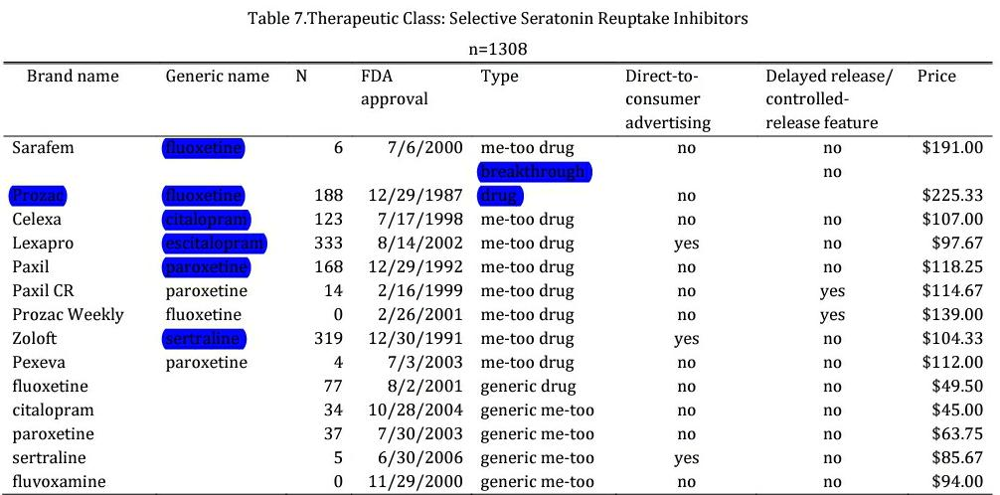 Table 7.Therapeutic Class: Selective Seratonin Reuptake Inhibitors
n=1308
Brand name Generic name N FDA approval Type Direct-to-consumer advertising Delayed release/controlled-release feature Price
Sarafem fluoxetine 6 7/6/2000 me-too drug no no $191.00
Prozac fluoxetine 188 12/29/1987 breakthrough drug no no $225.33
Celexa citalopram 123 7/17/1998 me-too drug no no $107.00
Lexapro escitalopram 333 8/14/2002 me-too drug yes no $97.67
Paxil paroxetine 168 12/29/1992 me-too drug no no $118.25
Paxil CR paroxetine 14 2/16/1999 me-too drug no yes $114.67
Prozac Weekly fluoxetine 0 2/26/2001 me-too drug no yes $139.00
Zoloft sertraline 319 12/30/1991 me-too drug yes no $104.33
Pexeva paroxetine 4 7/3/2003 me-too drug no no $112.00
fluoxetine 77 8/2/2001 generic drug no no $49.50
citalopram 34 10/28/2004 generic me-too no no $45.00
paroxetine 37 7/30/2003 generic me-too no no $63.75
sertraline 5 6/30/2006 generic me-too yes no $85.67
fluvoxamine 0 11/29/2000 generic me-too no no $94.00